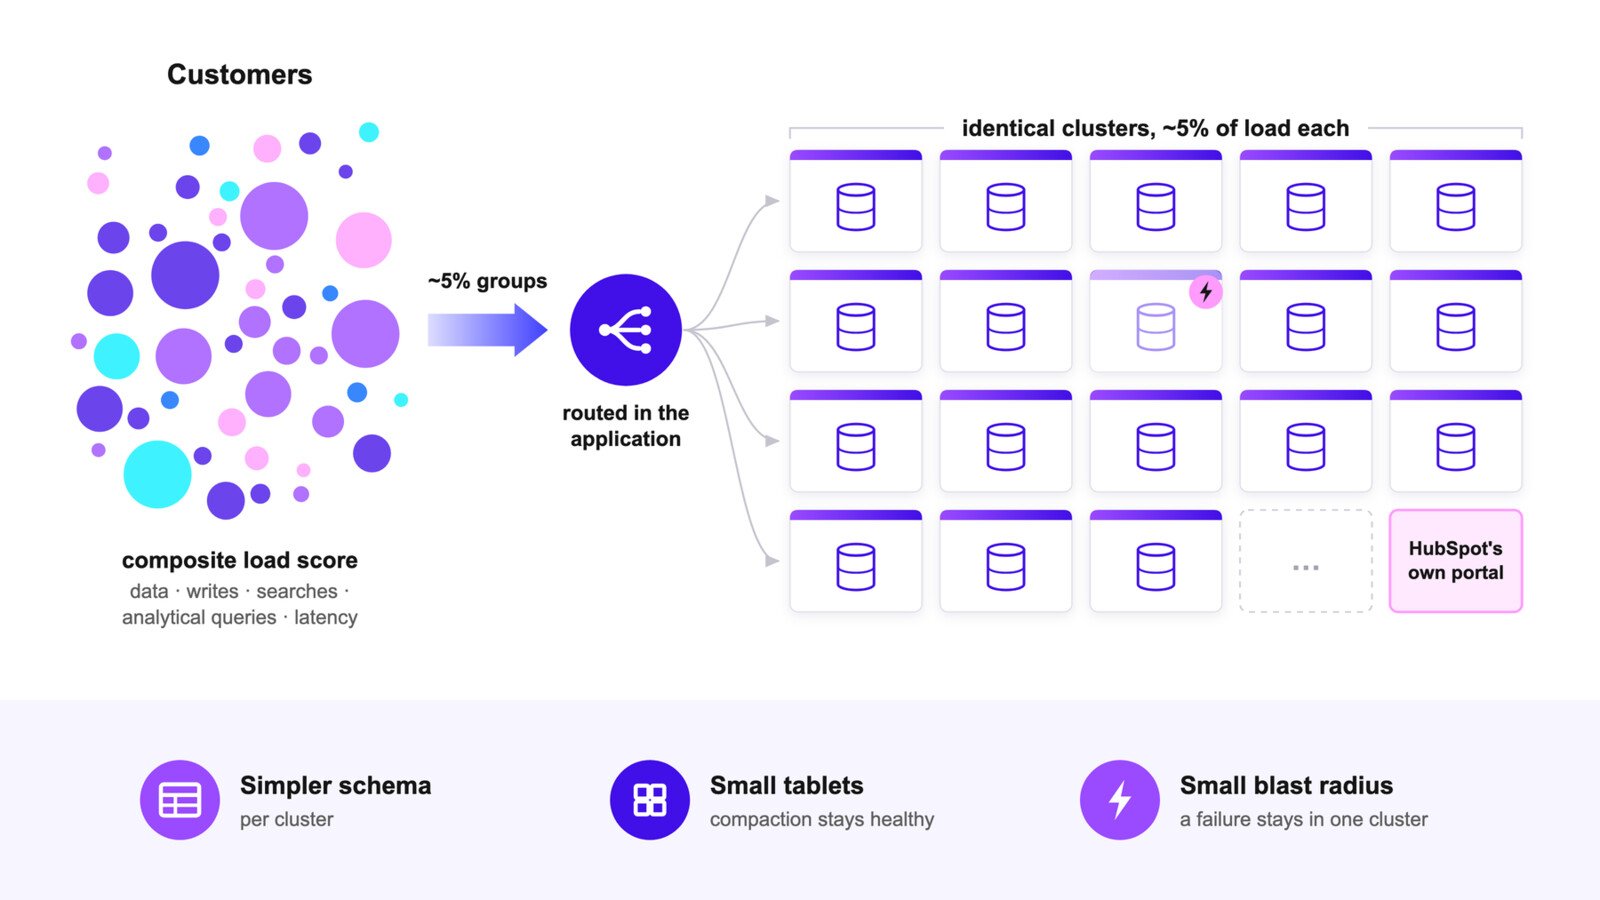 Customers
composite load score
data · writes · searches ·
analytical queries · latency
~5% groups
routed in the
application
identical clusters, ~5% of load each
...
HubSpot's
own portal
Simpler schema
per cluster
Small tablets
compaction stays healthy
Small blast radius
a failure stays in one cluster